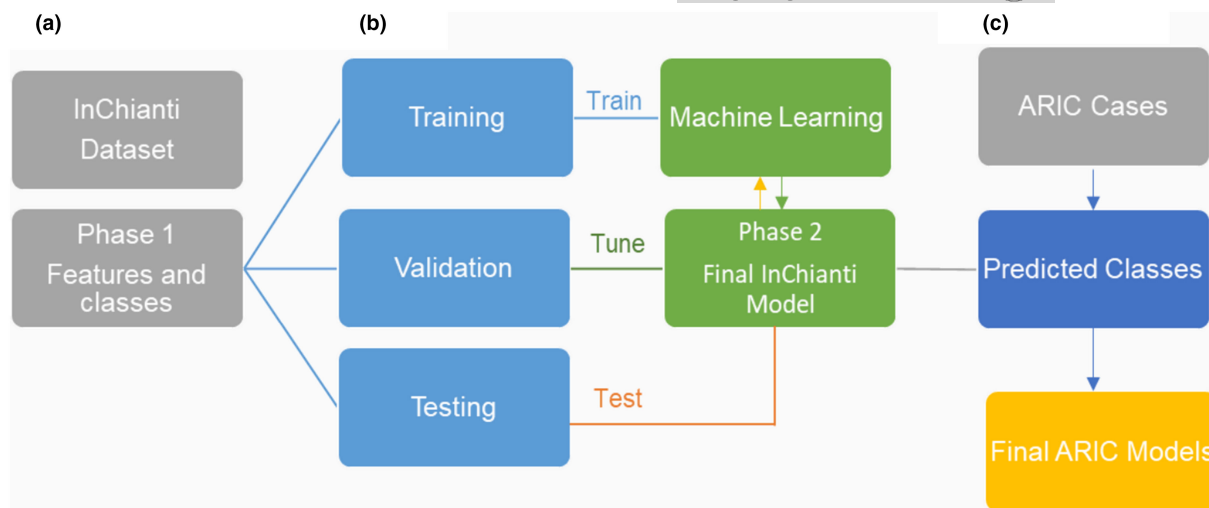 (a)
InChianti
Dataset
Phase 1
Features and
classes
(b)
Training
Validation
Testing
Train
Tune
Test
Machine Learning
Phase 2
Final InChianti
Model
(c)
ARIC Cases
Predicted Classes
Final ARIC Models